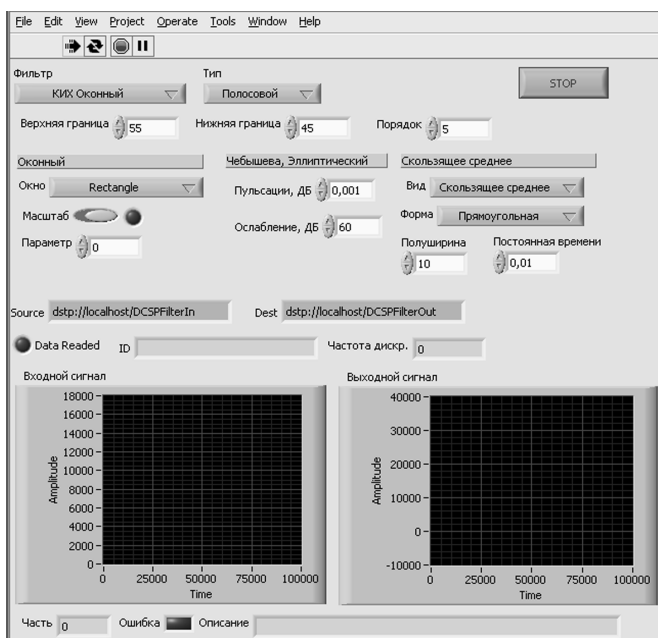 File Edit View Project Operate Tools Window Help
Фильтр Тип
КИХ Оконный Полосовой STOP
Верхняя граница 55 Нижняя граница 45 Порядок 5
Оконный Чебышева, Эллиптический Скользящее среднее
Окно Rectangle Пульсации, ДБ 0,001 Вид Скользящее среднее
Масштаб Ослабление, ДБ 60 Форма Прямоугольная
Параметр 0 Полуширина Постоянная времени
10 0,01
Source dstp://localhost/DCSPFilterIn Dest dstp://localhost/DCSPFilterOut
Data Readed ID Частота дискр. 0
Входной сигнал Выходной сигнал
18000 40000
16000
14000 30000
12000
10000 20000
8000 10000
6000
4000 0
2000
0 -10000
Amplitude Amplitude
0 25000 50000 75000 100000 0 25000 50000 75000 100000
Time Time
Часть 0 Ошибка Описание